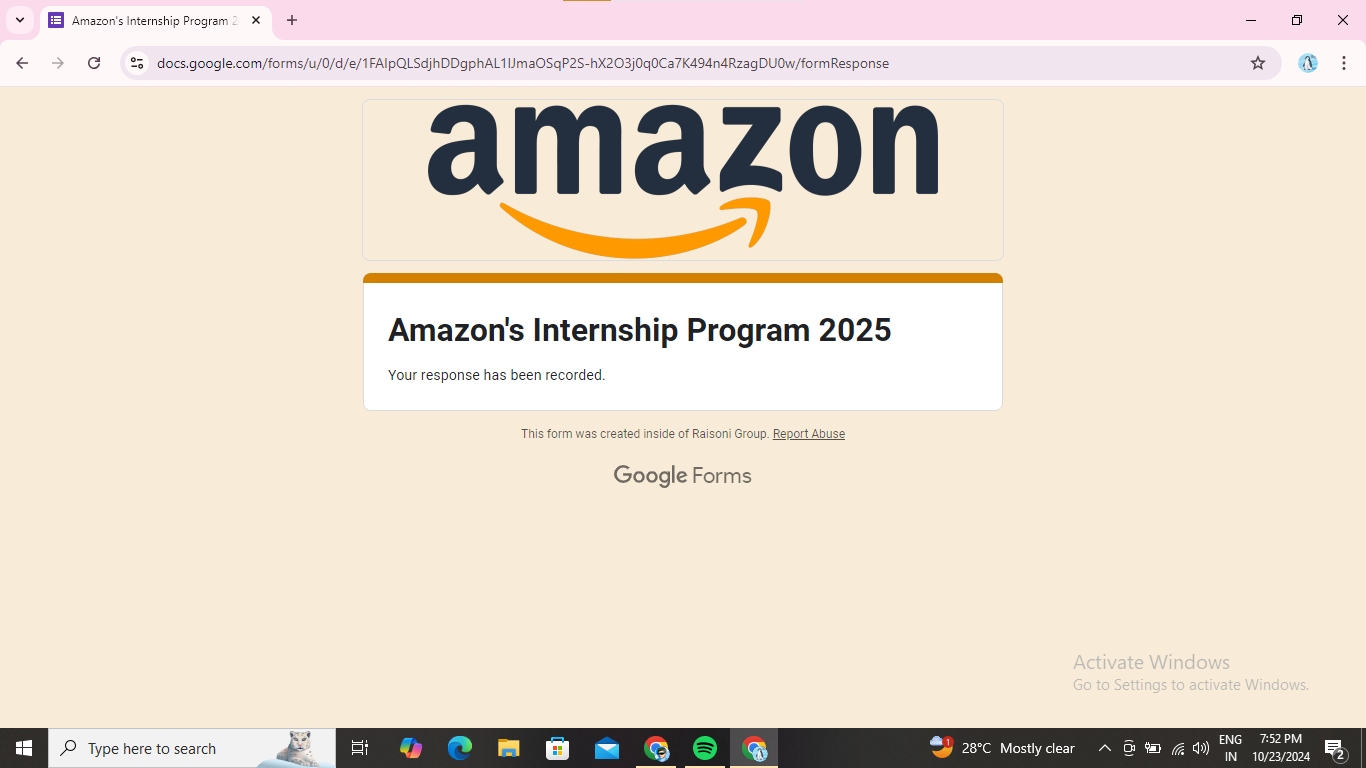 Amazon's Internship Program 2
docs.google.com/forms/u/0/d/e/1FAIpQLSdjhDDgphAL1IJmaOSqP2S-hX2O3j0q0Ca7K494n4RzagDU0w/formResponse
amazon
Amazon's Internship Program 2025
Your response has been recorded.
This form was created inside of Raisoni Group. Report Abuse
Google Forms
Activate Windows
Go to Settings to activate Windows.
Type here to search
1
28°C Mostly clear
ENG
IN
7:52 PM
10/23/2024
2